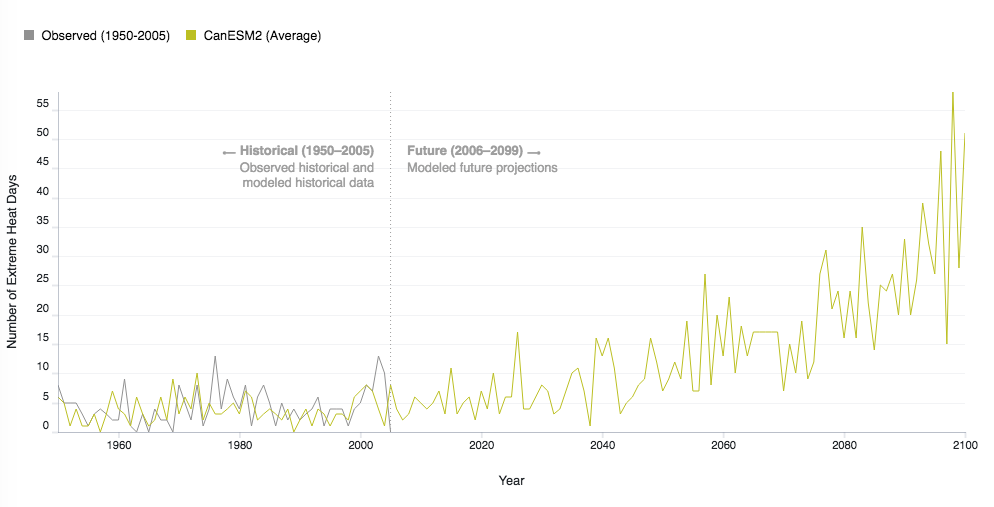 Observed (1950-2005) CanESM2 (Average)
55
50
45
40
35
30
25
20
15
10
5
0
Number of Extreme Heat Days
←— Historical (1950–2005)
Observed historical and
modeled historical data
Future (2006–2099) —→
Modeled future projections
1960 1980 2000 2020 2040 2060 2080 2100
Year